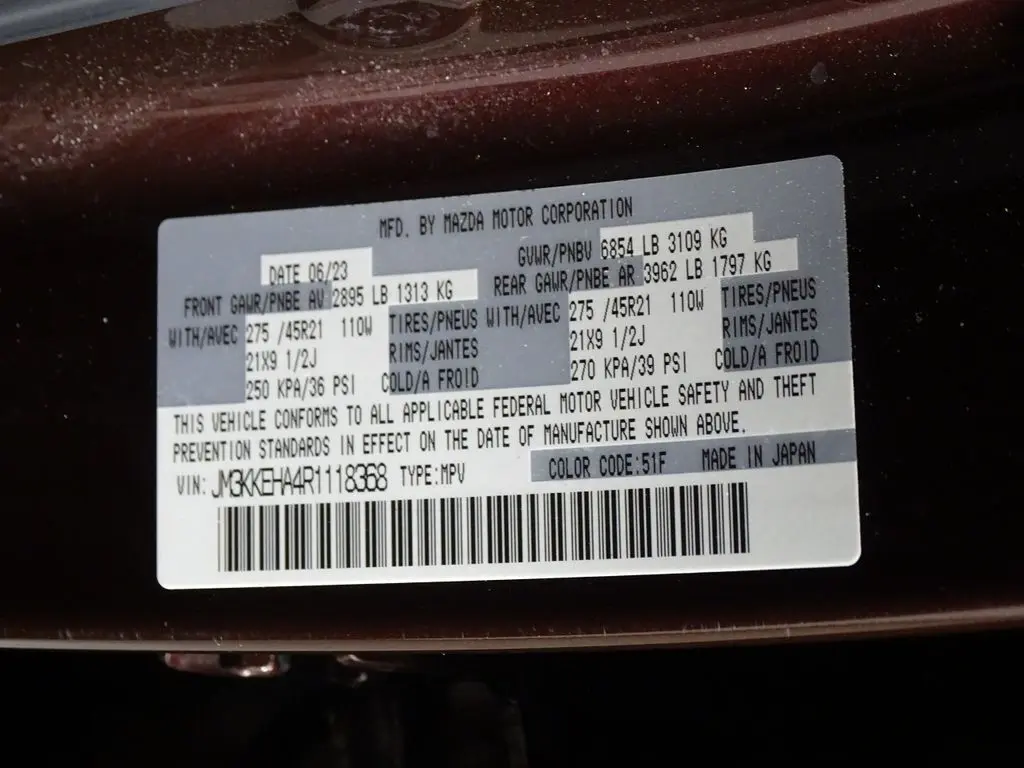 MFD. BY MAZDA MOTOR CORPORATION
DATE 06/23 GVWR/PNBV 6854 LB 3109 KG
FRONT GAWR/PNBE AV 2895 LB 1313 KG REAR GAWR/PNBE AR 3962 LB 1797 KG
WITH/AVEC 275 /45R21 110W TIRES/PNEUS WITH/AVEC 275 /45R21 110W TIRES/PNEUS
21X9 1/2J RIMS/JANTES 21X9 1/2J RIMS/JANTES
250 KPA/36 PSI COLD/A FROID 270 KPA/39 PSI COLD/A FROID
THIS VEHICLE CONFORMS TO ALL APPLICABLE FEDERAL MOTOR VEHICLE SAFETY AND THEFT
PREVENTION STANDARDS IN EFFECT ON THE DATE OF MANUFACTURE SHOWN ABOVE.
VIN: JM3KKEHA4R1118368 TYPE:MPV COLOR CODE:51F MADE IN JAPAN